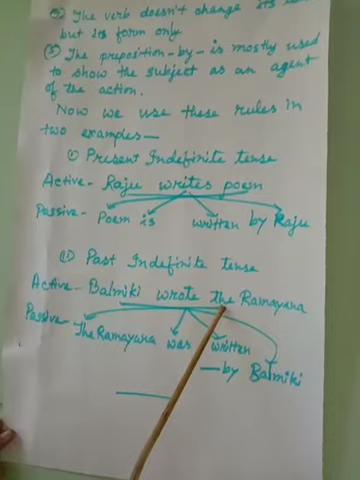 ② The verb doesn't change its
but its form only
③ The preposition - by - is mostly used
to show the subject as an agent
of the action.
Now we use these rules in
two examples—
① Present Indefinite tense
Active - Raju writes poem
Passive - Poem is written by Raju
⑪ Past Indefinite tense
Active - Balmiki wrote the Ramayana
Passive - The Ramayana was written
— by Balmiki